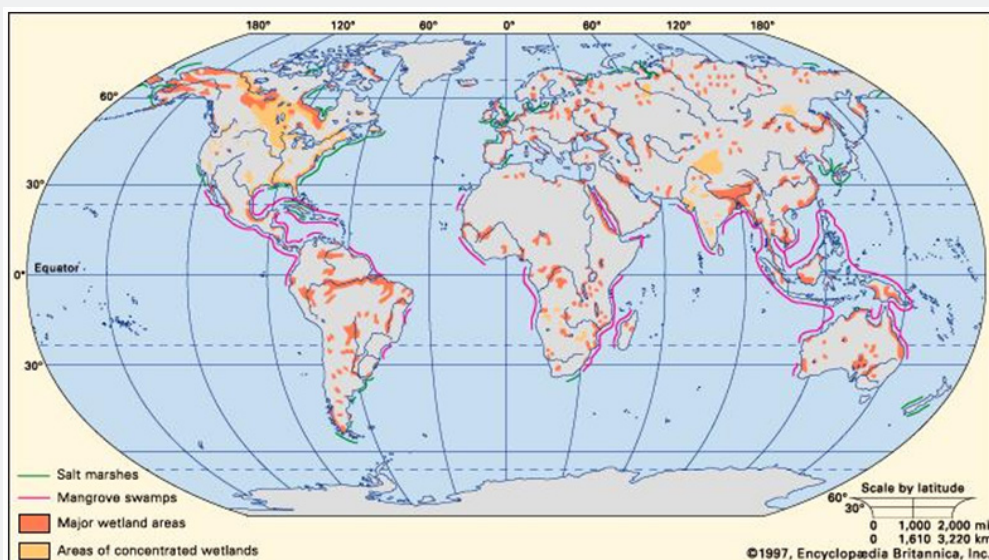 180° 120° 60° 0° 60° 120° 180°
60°
30°
Equator
0°
30°
Salt marshes
Mangrove swamps
Major wetland areas
Areas of concentrated wetlands
60°
30°
Scale by latitude
0 1,000 2,000 mi
0 1,610 3,220 km
©1997, Encyclopædia Britannica, Inc.